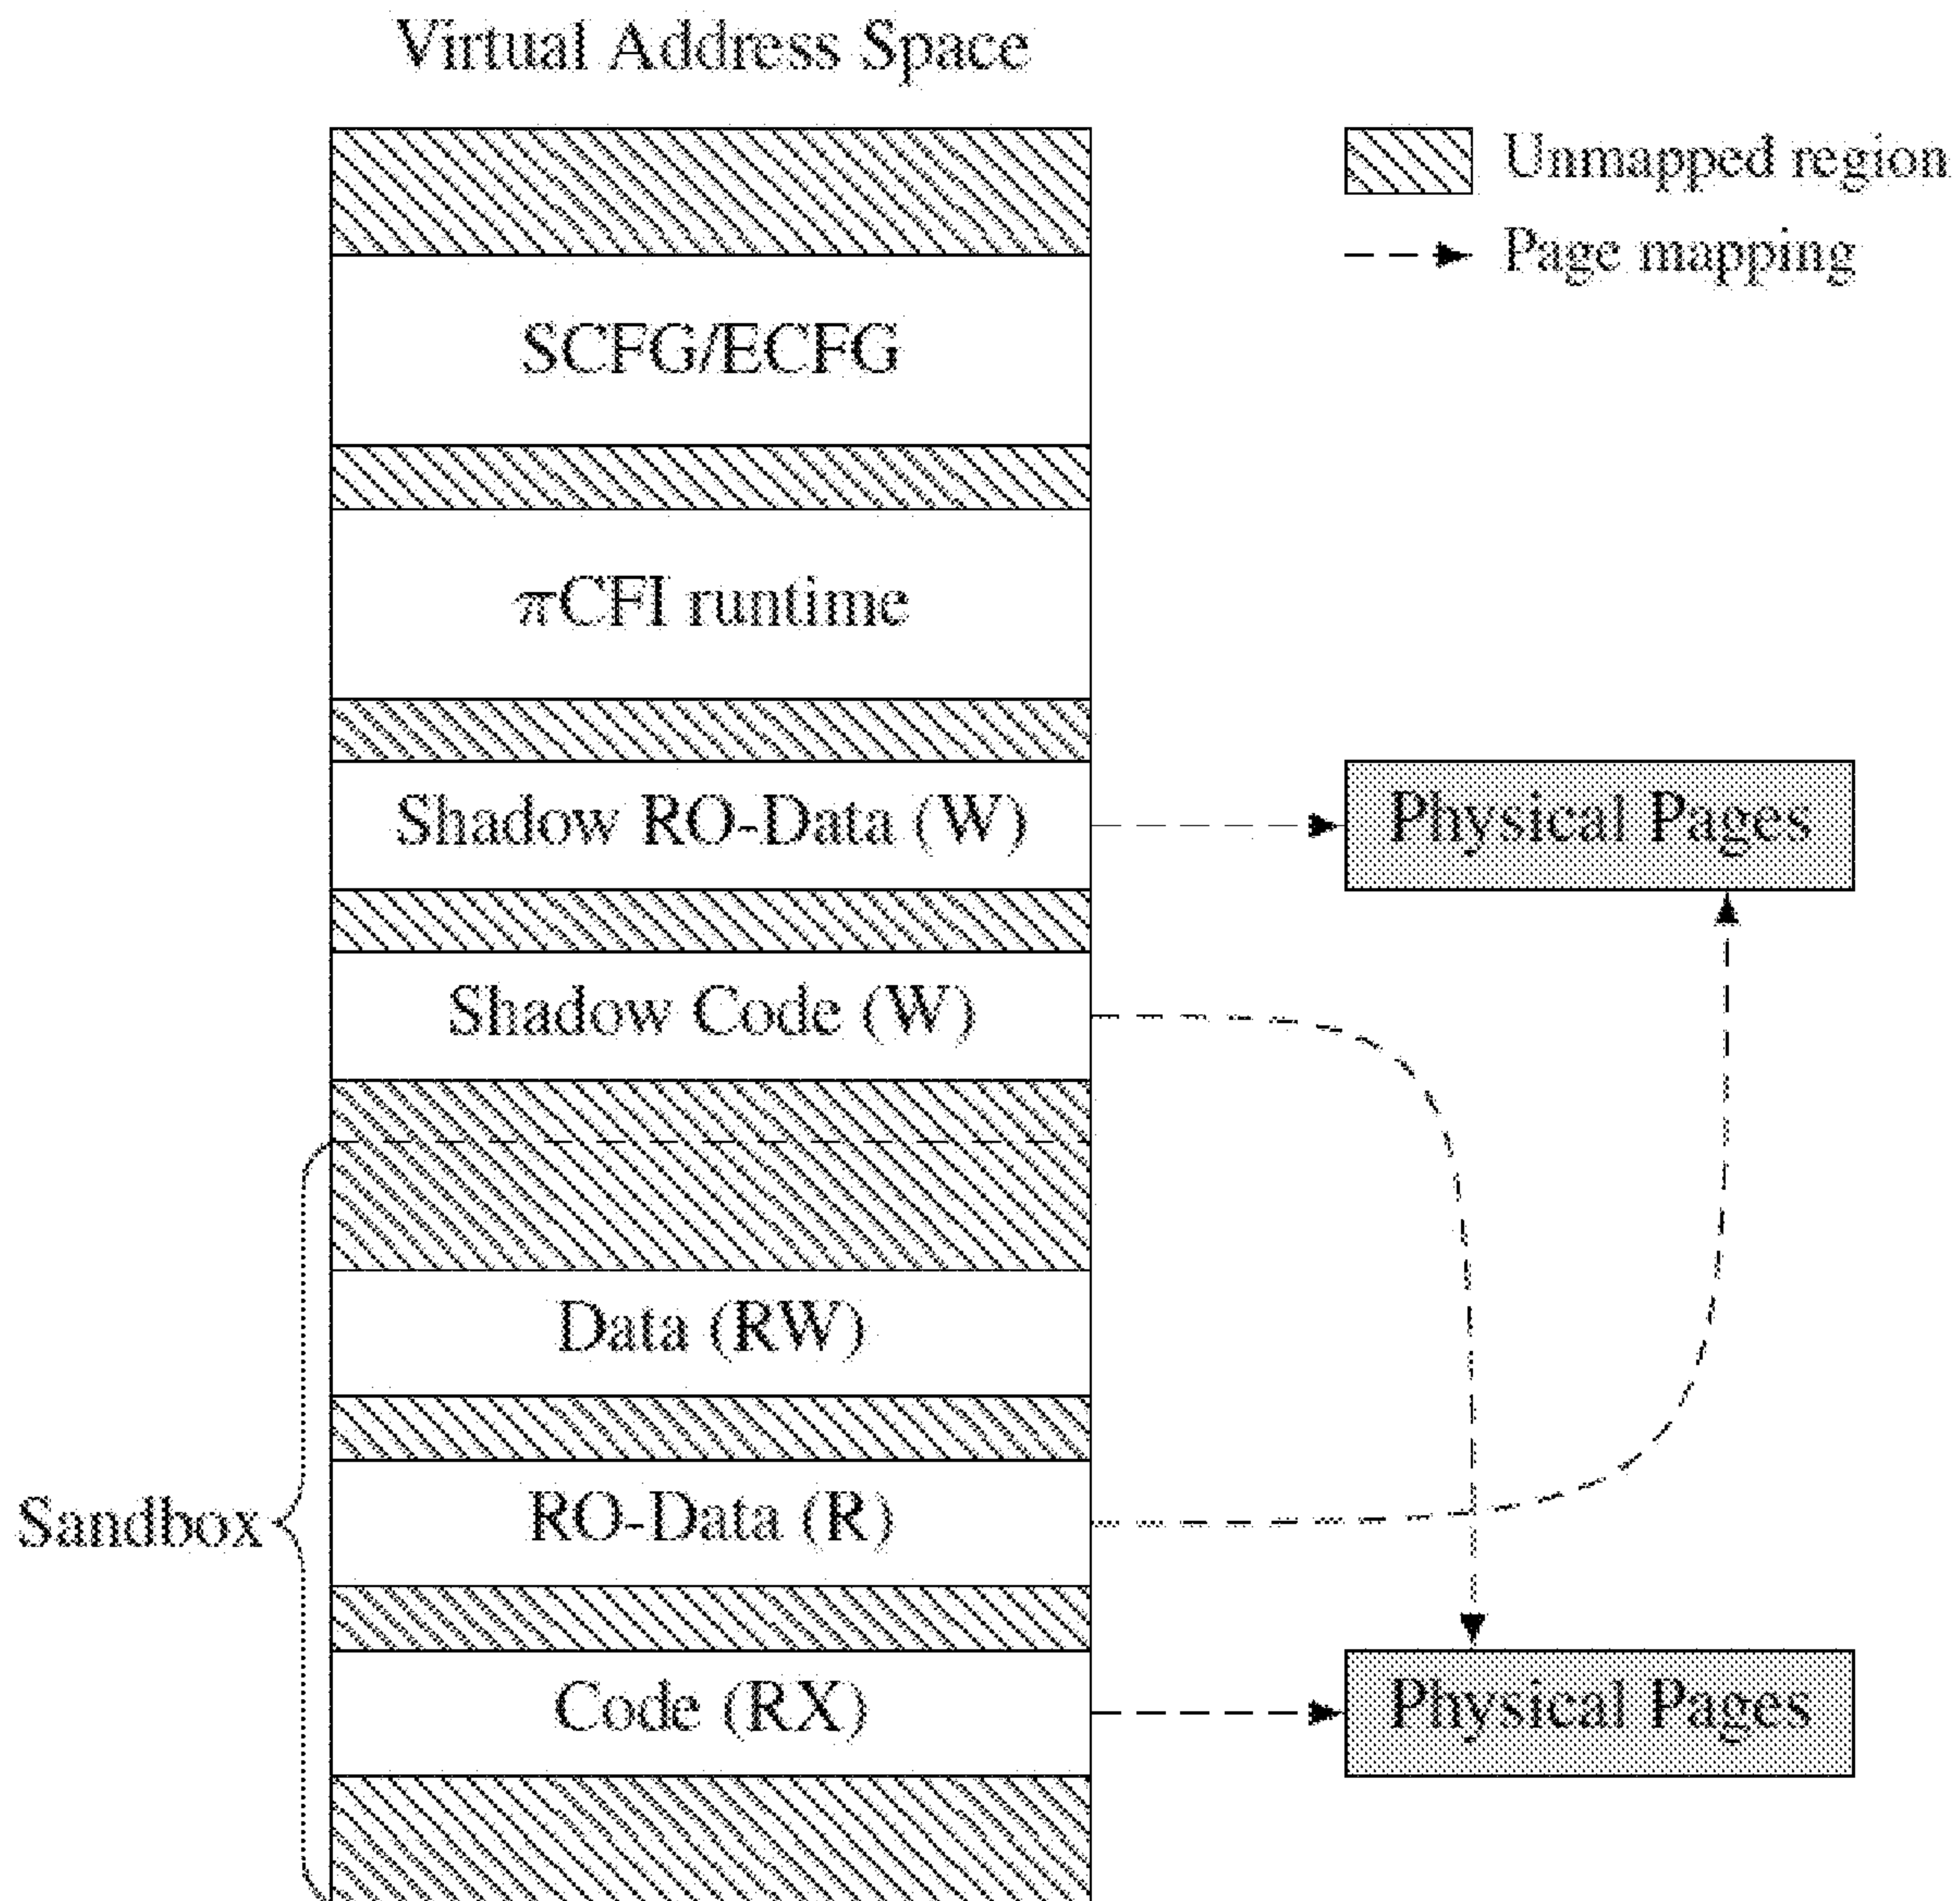 Virtual Address Space
Unmapped region
Page mapping
SCFG/ECFG
πCFI runtime
Shadow RO-Data (W)
Physical Pages
Shadow Code (W)
Data (RW)
Sandbox
RO-Data (R)
Code (RX)
Physical Pages